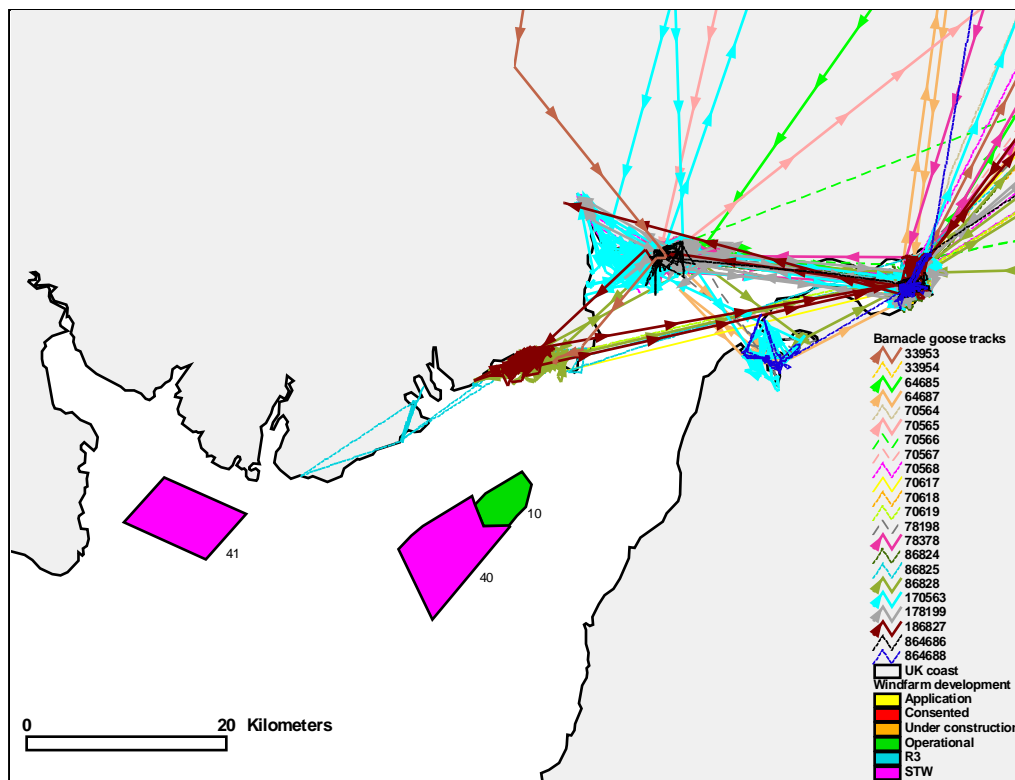 Barnacle goose tracks
33953
33954
64685
64687
70564
70565
70566
70567
70568
70617
70618
70619
78198
78378
86824
86825
86828
170563
178199
186827
864686
864688
UK coast
Windfarm development
Application
Consented
Under construction
Operational
R3
STW
10
41
40
0 20 Kilometers